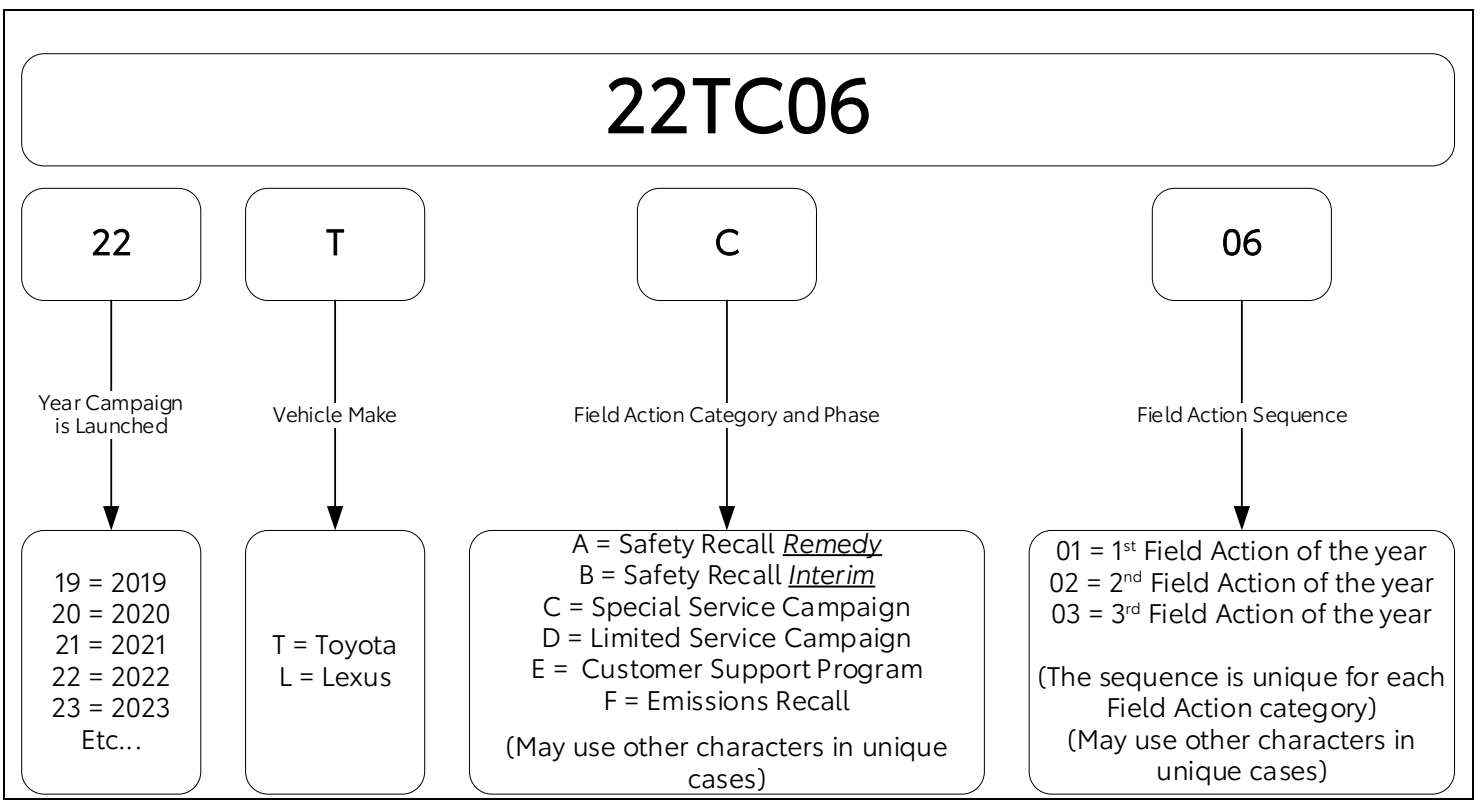 22TC06
22
T
C
06
Year Campaign
is Launched
Vehicle Make
Field Action Category and Phase
Field Action Sequence
19 = 2019
20 = 2020
21 = 2021
22 = 2022
23 = 2023
Etc...
T = Toyota
L = Lexus
A = Safety Recall Remedy
B = Safety Recall Interim
C = Special Service Campaign
D = Limited Service Campaign
E =  Customer Support Program
F = Emissions Recall
(May use other characters in unique
cases)
01 = 1st Field Action of the year
02 = 2nd Field Action of the year
03 = 3rd Field Action of the year
(The sequence is unique for each
Field Action category)
(May use other characters in
unique cases)